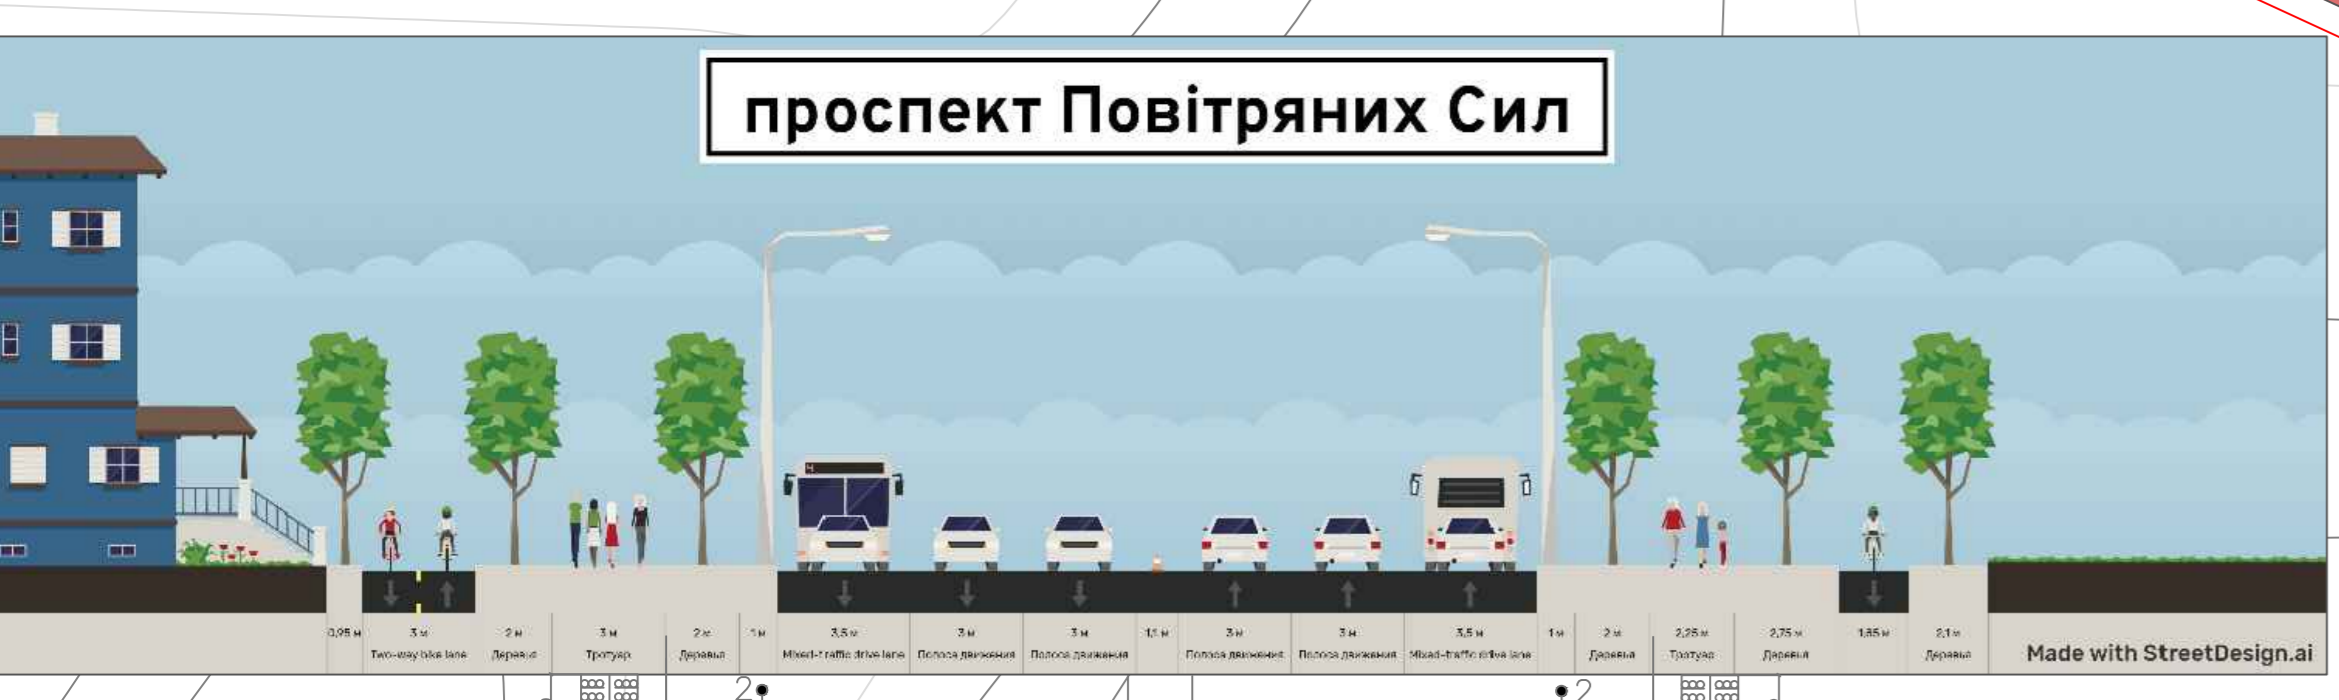 проспект Повітряних Сил
0,95 м 3 м 2 м 3 м 2 м 1 м 3,5 м 3 м 3 м 1,1 м 3 м 3 м 3,5 м 1 м 2 м 2,25 м 2,75 м 1,85 м 2,1 м
Two-way bike lane Деревья Тротуар Деревья Mixed-traffic drive lane Полоса движения Полоса движения Полоса движения Полоса движения Mixed-traffic drive lane Деревья Тротуар Деревья Деревья
Made with StreetDesign.ai
2 2